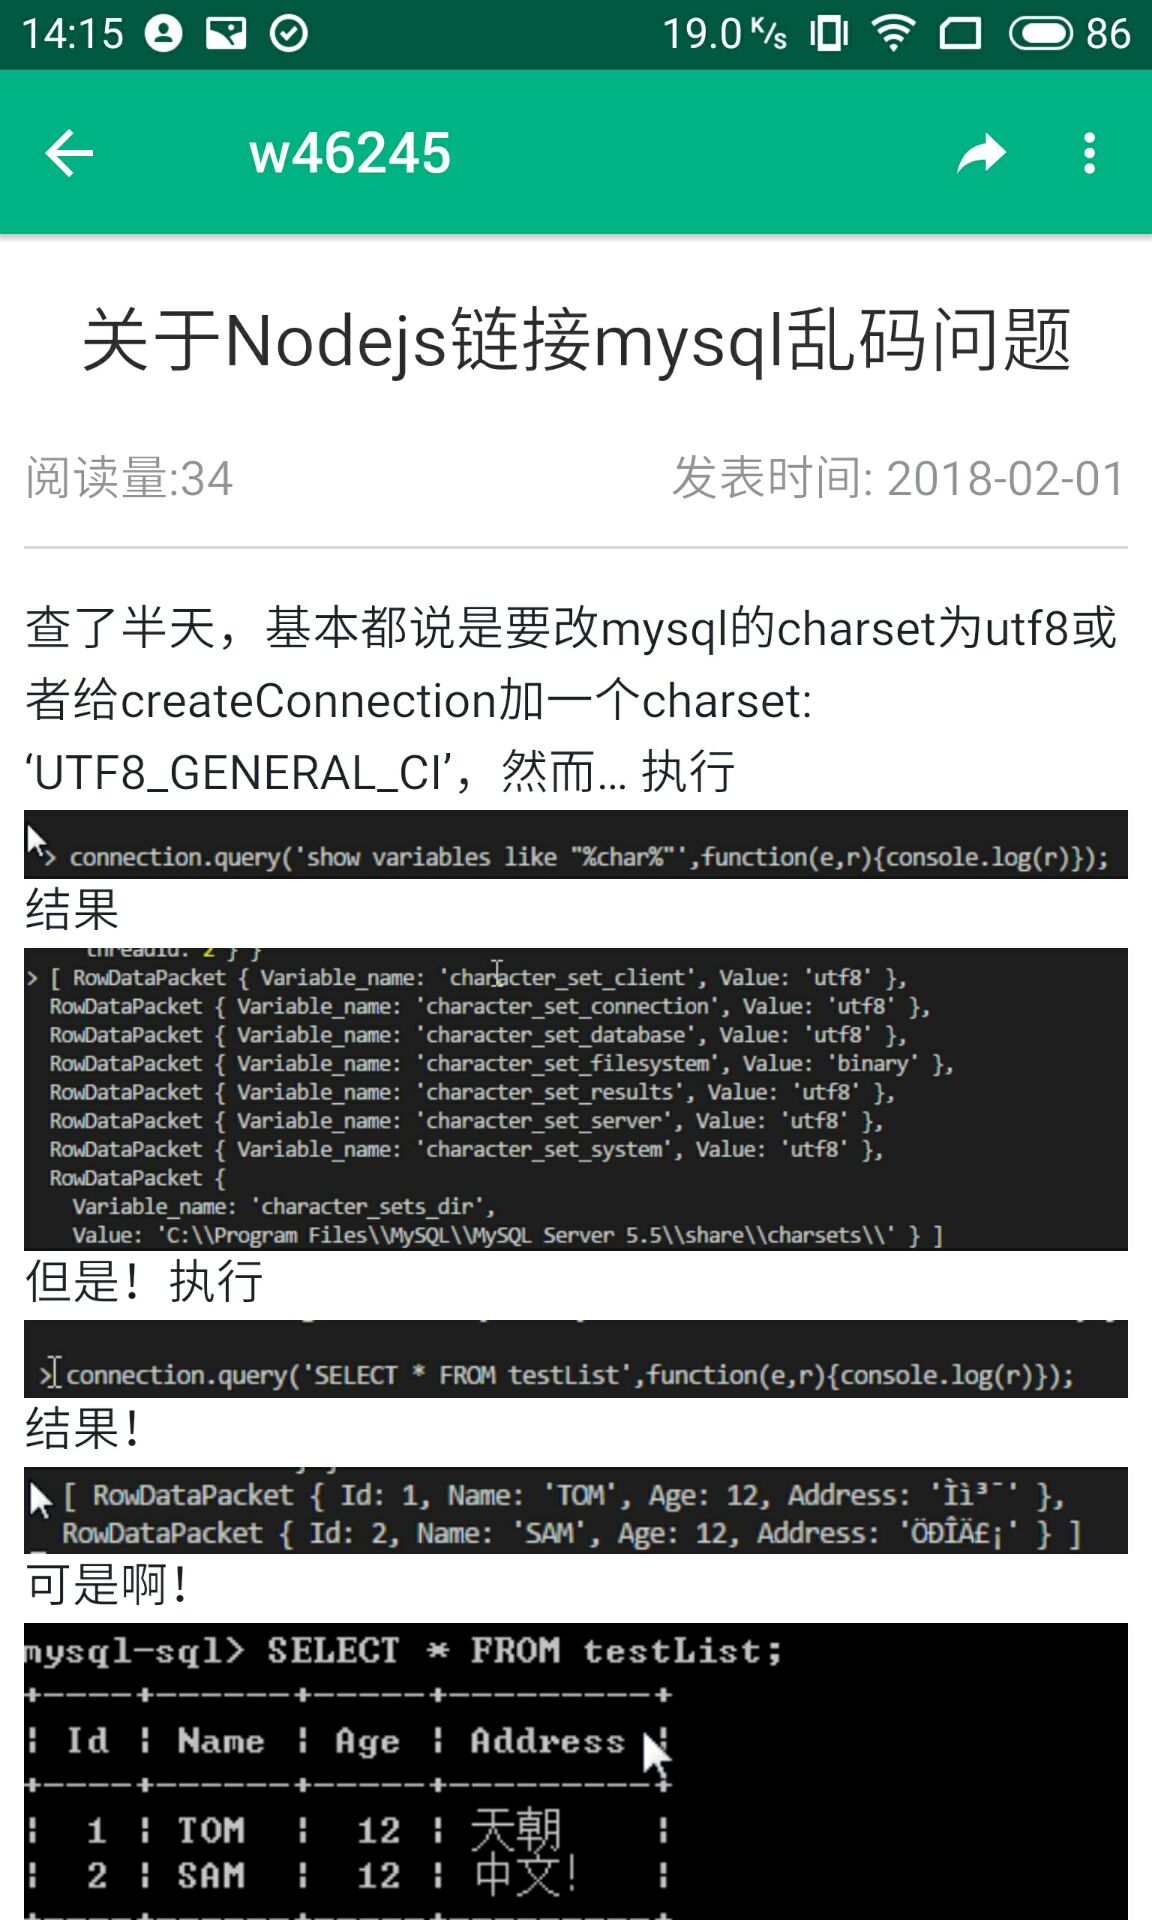 14:15 19.0 K/s 86
w46245
关于Nodejs链接mysql乱码问题
阅读量:34 发表时间: 2018-02-01
查了半天，基本都说是要改mysql的charset为utf8或
者给createConnection加一个charset:
‘UTF8_GENERAL_CI’，然而... 执行
> connection.query('show variables like "%char%"',function(e,r){console.log(r)});
结果
threadId: 2 } }
> [ RowDataPacket { Variable_name: 'character_set_client', Value: 'utf8' },
RowDataPacket { Variable_name: 'character_set_connection', Value: 'utf8' },
RowDataPacket { Variable_name: 'character_set_database', Value: 'utf8' },
RowDataPacket { Variable_name: 'character_set_filesystem', Value: 'binary' },
RowDataPacket { Variable_name: 'character_set_results', Value: 'utf8' },
RowDataPacket { Variable_name: 'character_set_server', Value: 'utf8' },
RowDataPacket { Variable_name: 'character_set_system', Value: 'utf8' },
RowDataPacket {
Variable_name: 'character_sets_dir',
Value: 'C:\\Program Files\\MySQL\\MySQL Server 5.5\\share\\charsets\\' } ]
但是！执行
> connection.query('SELECT * FROM testList',function(e,r){console.log(r)});
结果！
[ RowDataPacket { Id: 1, Name: 'TOM', Age: 12, Address: 'Ìì³¯' },
RowDataPacket { Id: 2, Name: 'SAM', Age: 12, Address: 'ÖÐÎÄ£¡' } ]
可是啊！
mysql-sql> SELECT * FROM testList;
+----+------+-----+---------+
| Id | Name | Age | Address |
+----+------+-----+---------+
| 1 | TOM | 12 | 天朝 |
| 2 | SAM | 12 | 中文！ |